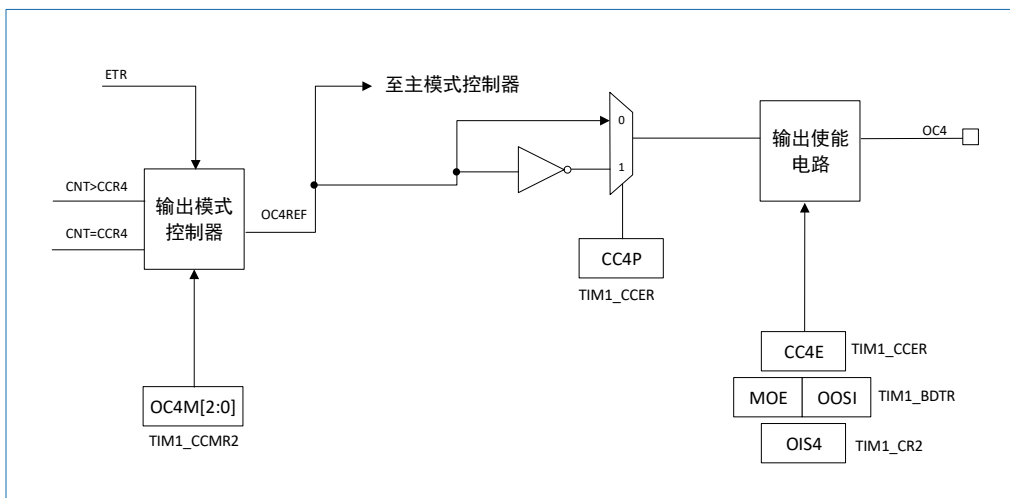 ETR
至主模式控制器
0
1
输出使能
电路
OC4
CNT>CCR4
CNT=CCR4
输出模式
控制器
OC4REF
CC4P
TIM1_CCER
CC4E
TIM1_CCER
MOE
OOSI
TIM1_BDTR
OC4M[2:0]
TIM1_CCMR2
OIS4
TIM1_CR2